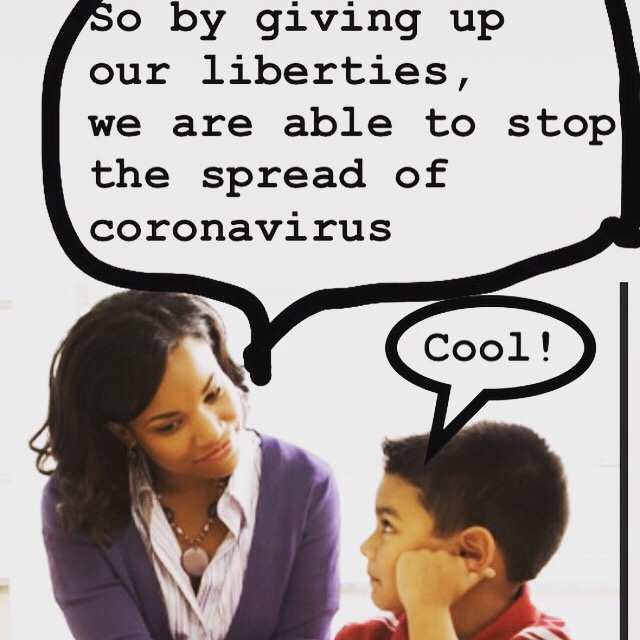 So by giving up
our liberties,
we are able to stop
the spread of
coronavirus
Cool!